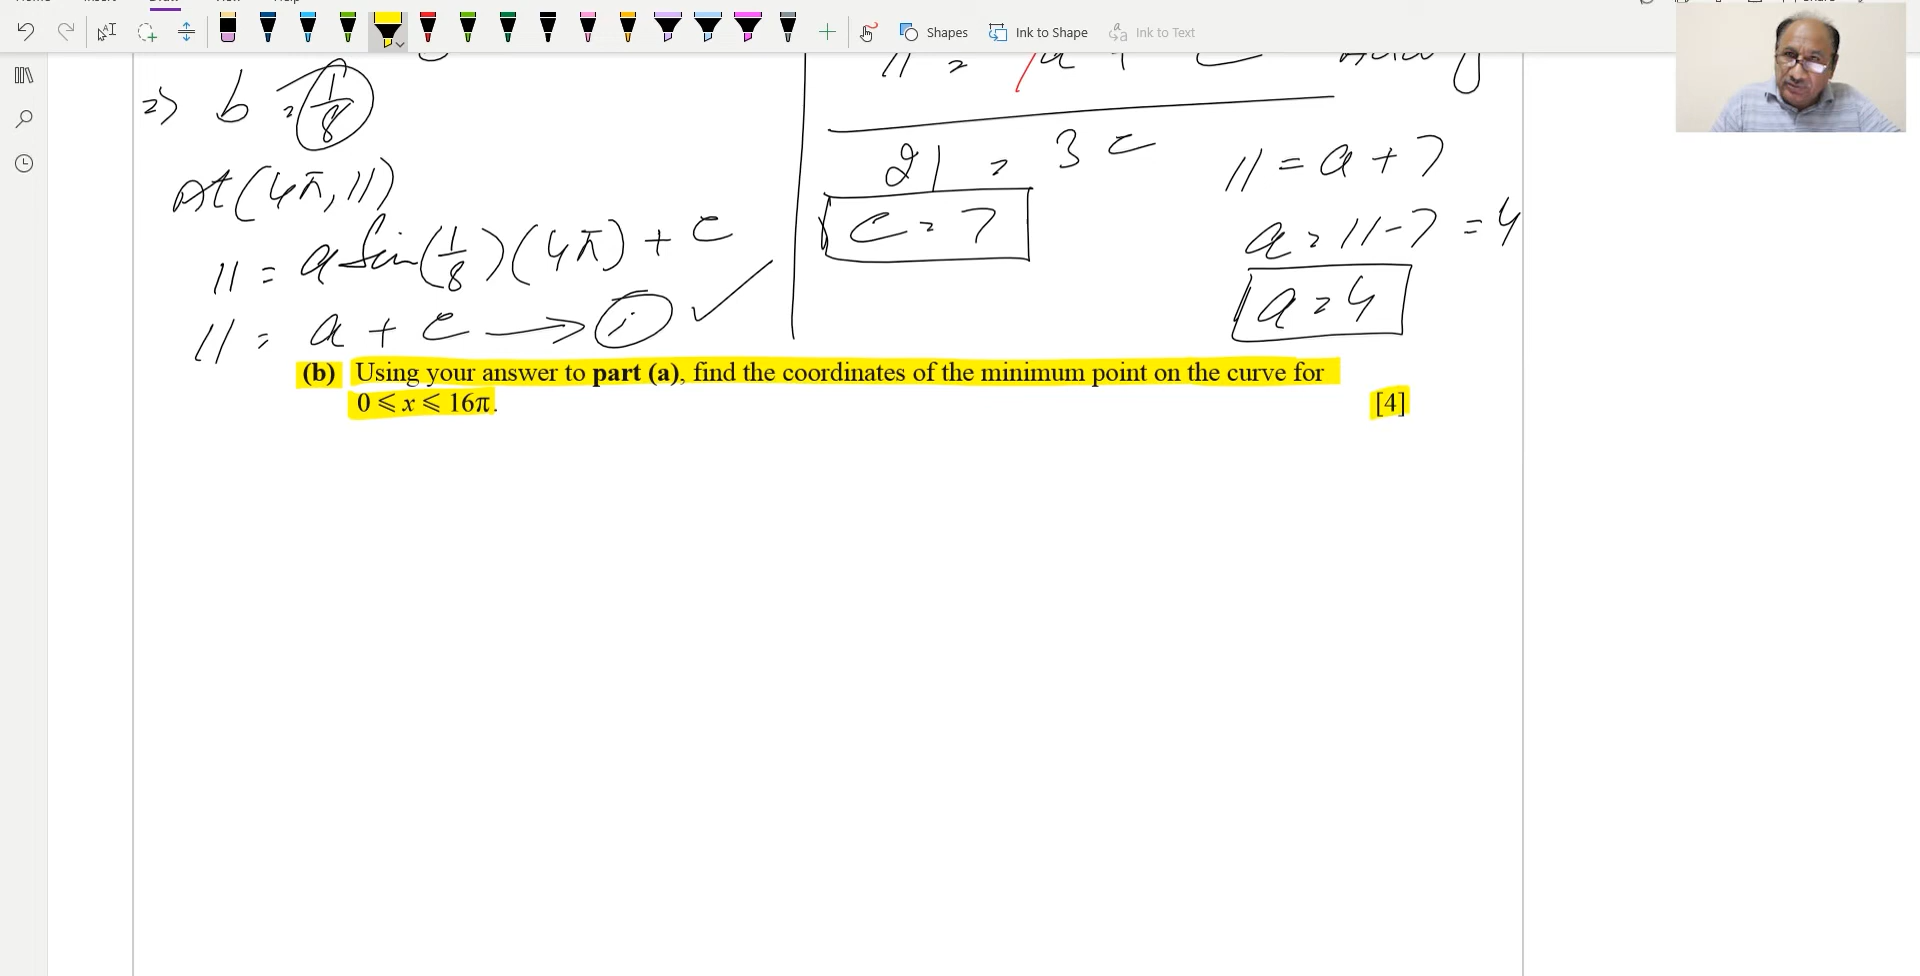 Shapes Ink to Shape Ink to Text
=> b = 1/8
At (4π, 11)
11 = a Sin(1/8)(4π) + c
11 = a + c → i ✓
21 = 3c
c = 7
11 = a + 7
a = 11 - 7 = 4
a = 4
(b) Using your answer to part (a), find the coordinates of the minimum point on the curve for
0 ⩽ x ⩽ 16π. [4]